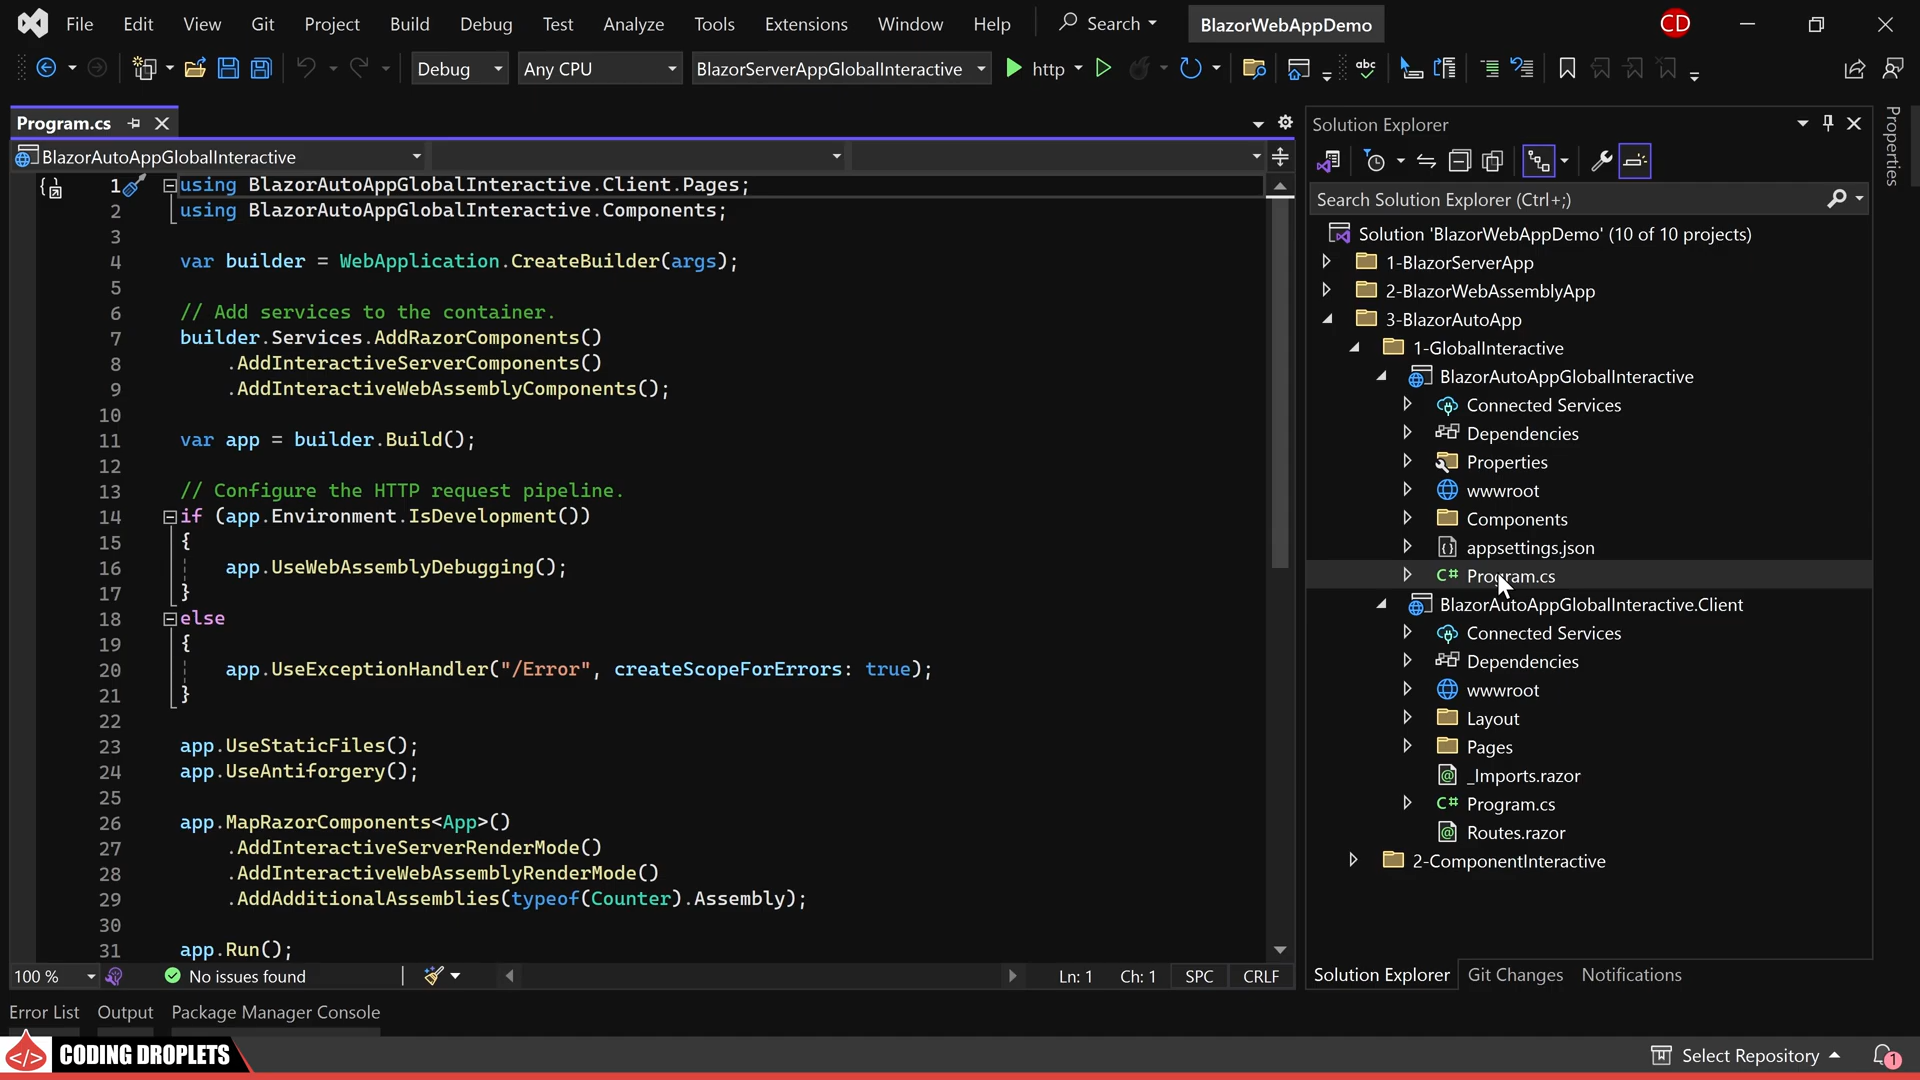 File Edit View Git Project Build Debug Test Analyze Tools Extensions Window Help Search BlazorWebAppDemo CD
Debug Any CPU BlazorServerAppGlobalInteractive http abc
Program.cs
BlazorAutoAppGlobalInteractive
1 using BlazorAutoAppGlobalInteractive.Client.Pages;
2 using BlazorAutoAppGlobalInteractive.Components;
3
4 var builder = WebApplication.CreateBuilder(args);
5
6 // Add services to the container.
7 builder.Services.AddRazorComponents()
8 .AddInteractiveServerComponents()
9 .AddInteractiveWebAssemblyComponents();
10
11 var app = builder.Build();
12
13 // Configure the HTTP request pipeline.
14 if (app.Environment.IsDevelopment())
15 {
16 app.UseWebAssemblyDebugging();
17 }
18 else
19 {
20 app.UseExceptionHandler("/Error", createScopeForErrors: true);
21 }
22
23 app.UseStaticFiles();
24 app.UseAntiforgery();
25
26 app.MapRazorComponents<App>()
27 .AddInteractiveServerRenderMode()
28 .AddInteractiveWebAssemblyRenderMode()
29 .AddAdditionalAssemblies(typeof(Counter).Assembly);
30
31 app.Run();
100 % No issues found Ln: 1 Ch: 1 SPC CRLF
Solution Explorer
Search Solution Explorer (Ctrl+;)
Solution 'BlazorWebAppDemo' (10 of 10 projects)
1-BlazorServerApp
2-BlazorWebAssemblyApp
3-BlazorAutoApp
1-GlobalInteractive
BlazorAutoAppGlobalInteractive
Connected Services
Dependencies
Properties
wwwroot
Components
appsettings.json
C# Program.cs
BlazorAutoAppGlobalInteractive.Client
Connected Services
Dependencies
wwwroot
Layout
Pages
_Imports.razor
C# Program.cs
Routes.razor
2-ComponentInteractive
Solution Explorer Git Changes Notifications
Properties
Error List Output Package Manager Console
</> CODING DROPLETS
Select Repository 1